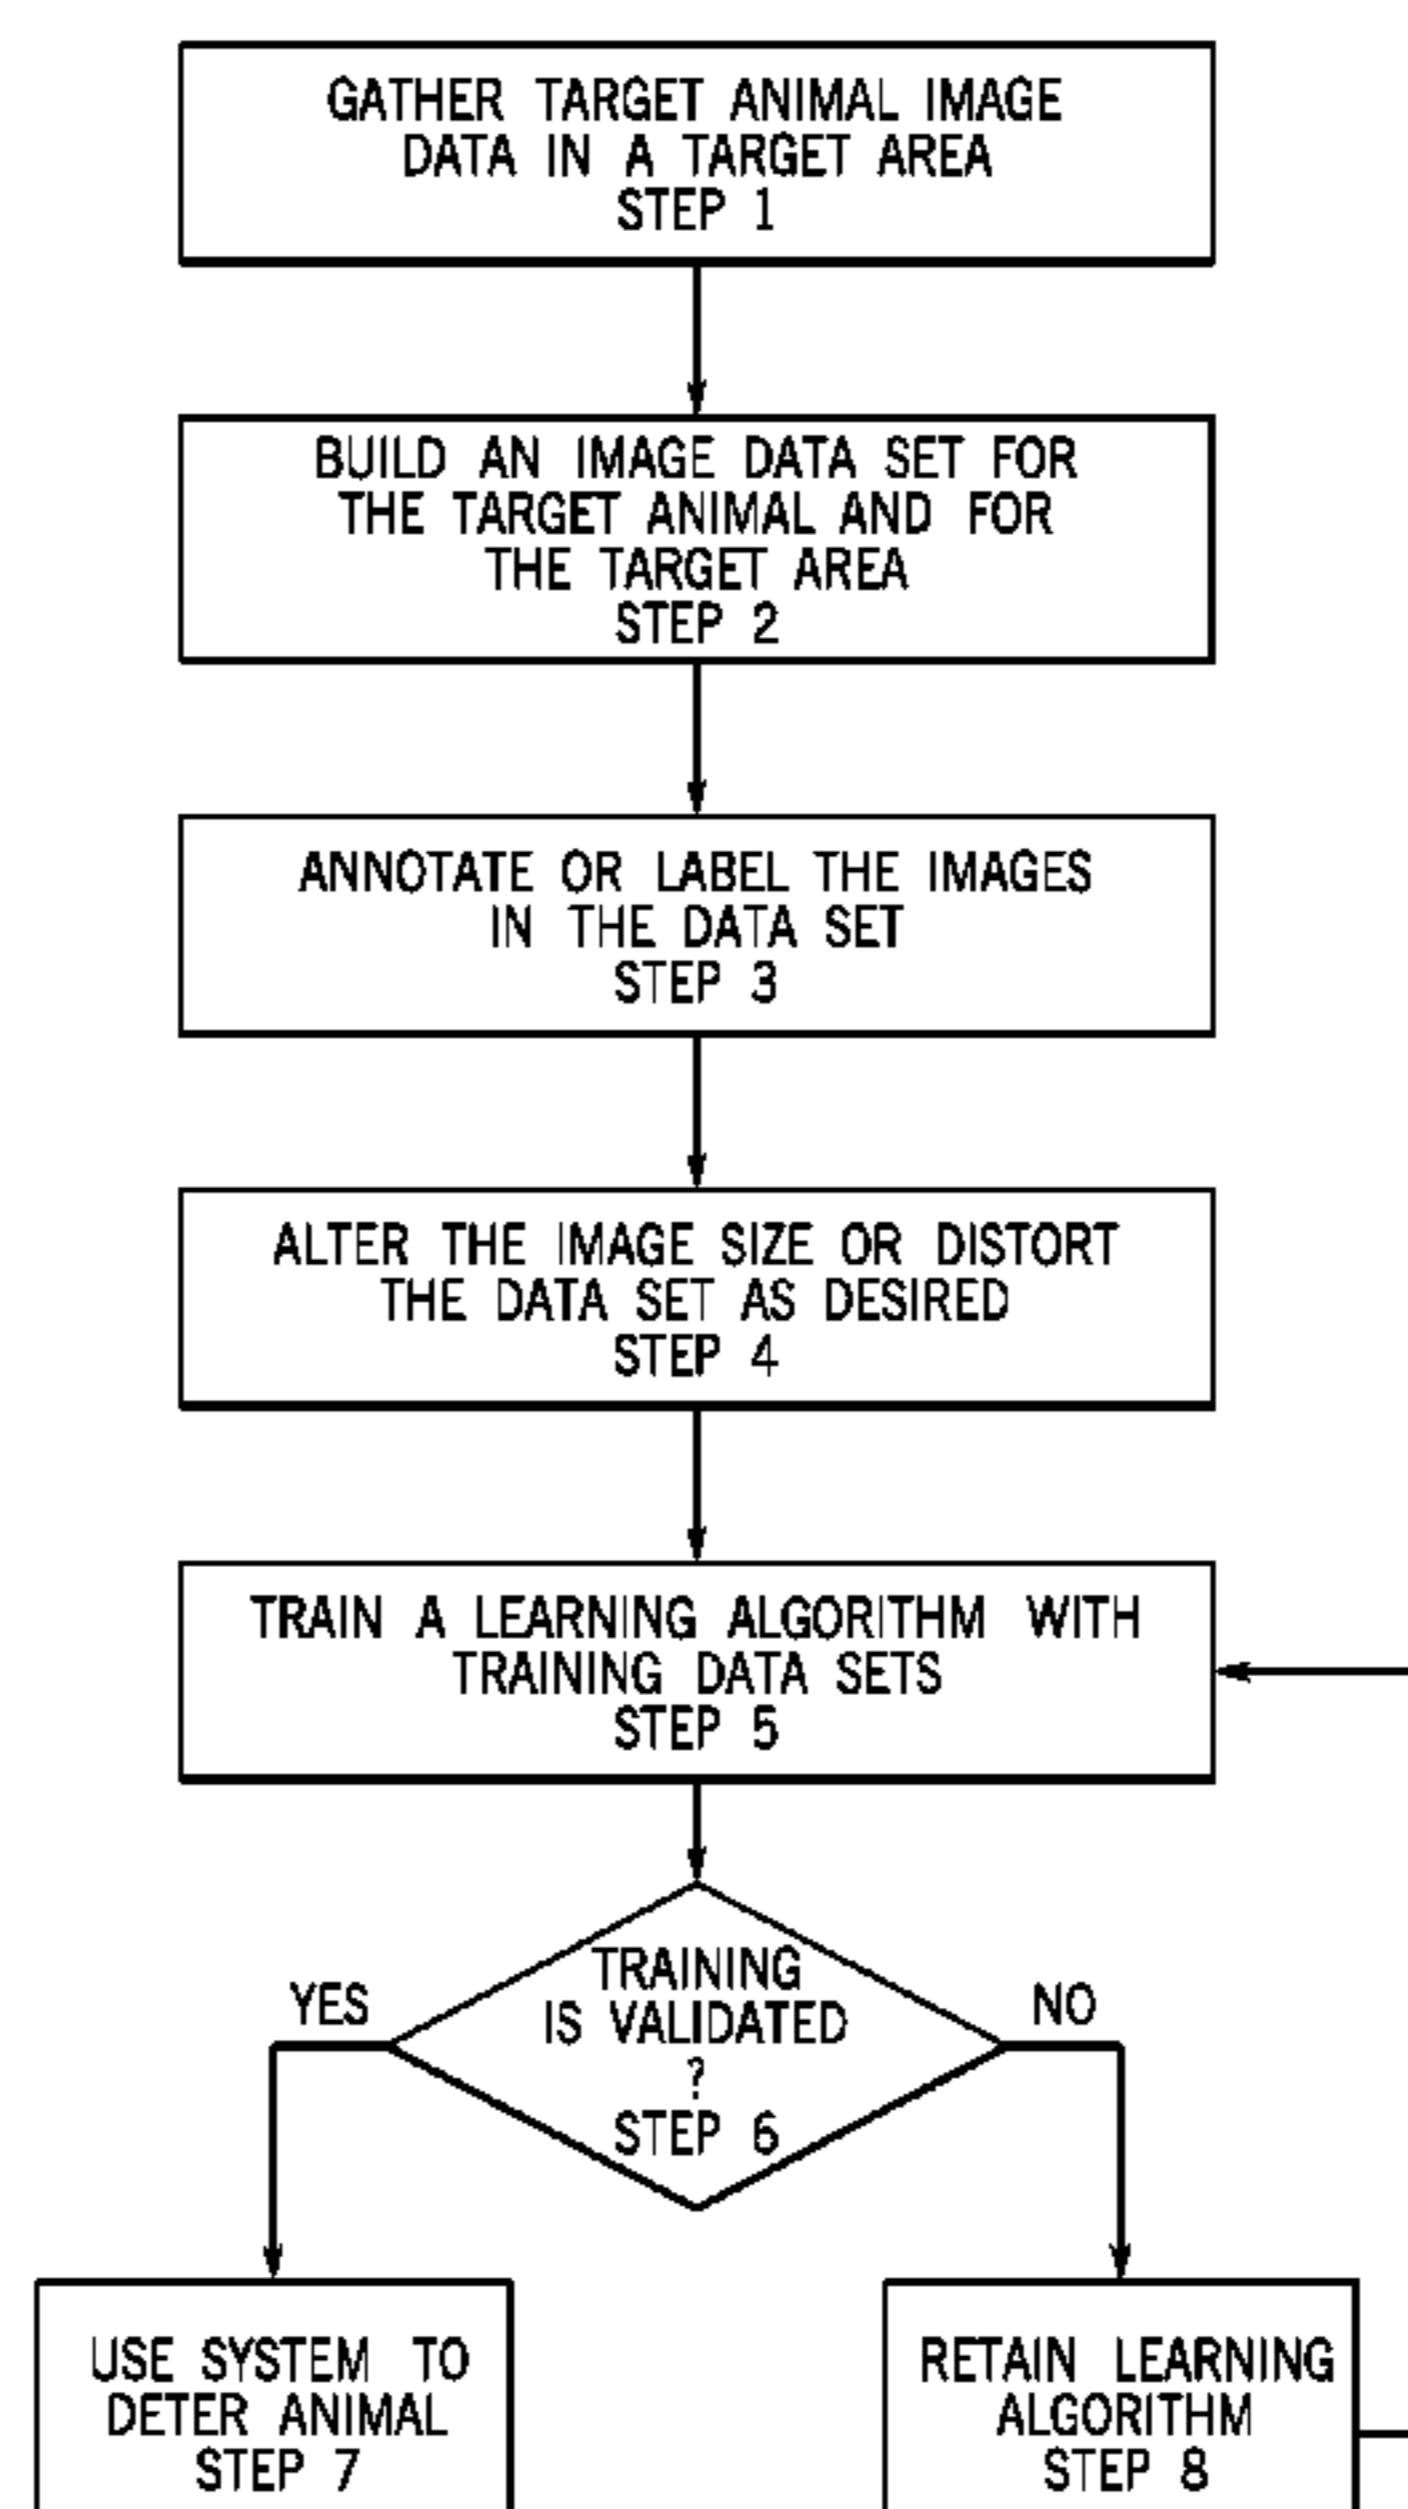 GATHER TARGET ANIMAL IMAGE
DATA IN A TARGET AREA
STEP 1
BUILD AN IMAGE DATA SET FOR
THE TARGET ANIMAL AND FOR
THE TARGET AREA
STEP 2
ANNOTATE OR LABEL THE IMAGES
IN THE DATA SET
STEP 3
ALTER THE IMAGE SIZE OR DISTORT
THE DATA SET AS DESIRED
STEP 4
TRAIN A LEARNING ALGORITHM WITH
TRAINING DATA SETS
STEP 5
TRAINING
IS VALIDATED
?
STEP 6
YES
NO
USE SYSTEM TO
DETER ANIMAL
STEP 7
RETAIN LEARNING
ALGORITHM
STEP 8